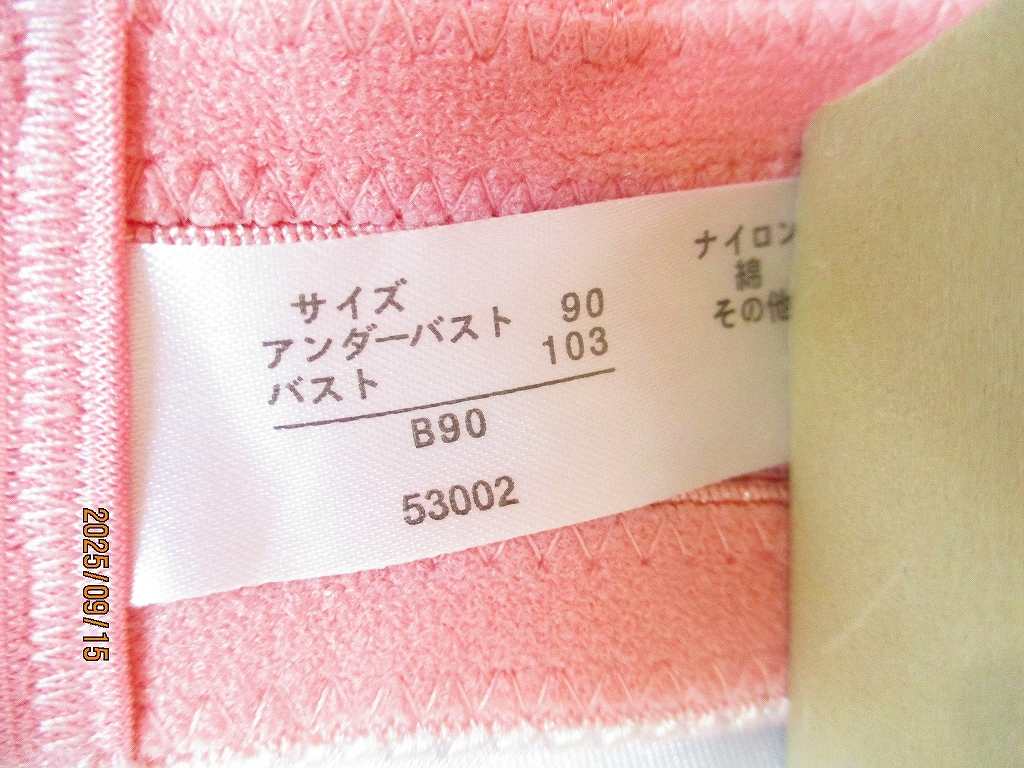 サイズ
アンダーバスト 90
バスト 103
B90
53002
ナイロン
綿
その他
2025/09/15